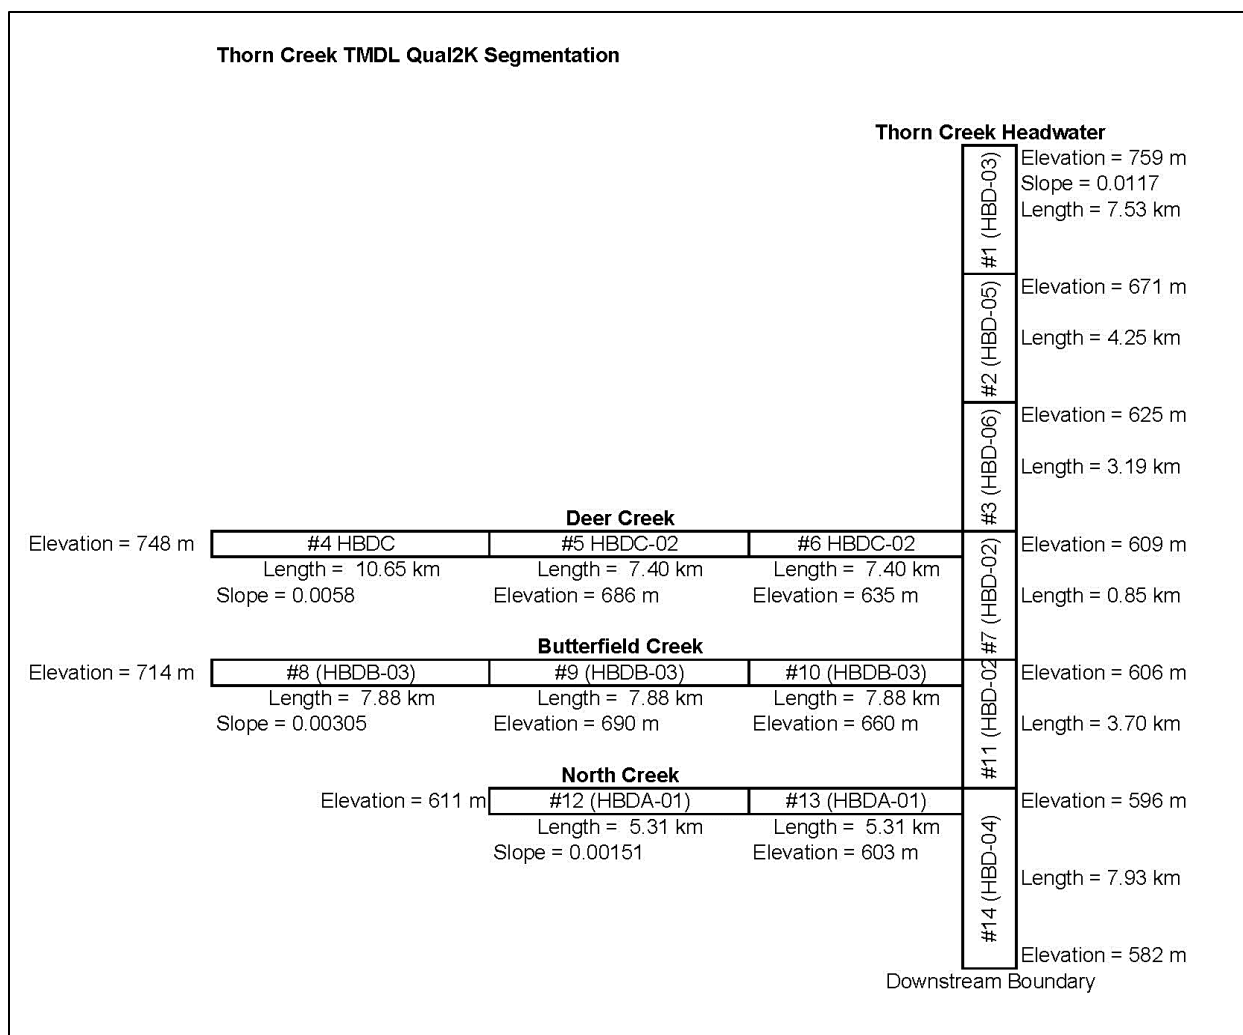 Thorn Creek TMDL Qual2K Segmentation
Thorn Creek Headwater
#1 (HBD-03)
Elevation = 759 m
Slope = 0.0117
Length = 7.53 km
#2 (HBD-05)
Elevation = 671 m
Length = 4.25 km
#3 (HBD-06)
Elevation = 625 m
Length = 3.19 km
Deer Creek
Elevation = 748 m
#4 HBDC
#5 HBDC-02
#6 HBDC-02
Length = 10.65 km
Length = 7.40 km
Length = 7.40 km
Slope = 0.0058
Elevation = 686 m
Elevation = 635 m
#7 (HBD-02)
Elevation = 609 m
Length = 0.85 km
Butterfield Creek
Elevation = 714 m
#8 (HBDB-03)
#9 (HBDB-03)
#10 (HBDB-03)
Length = 7.88 km
Length = 7.88 km
Length = 7.88 km
Slope = 0.00305
Elevation = 690 m
Elevation = 660 m
#11 (HBD-02
Elevation = 606 m
Length = 3.70 km
North Creek
Elevation = 611 m
#12 (HBDA-01)
#13 (HBDA-01)
Length = 5.31 km
Length = 5.31 km
Slope = 0.00151
Elevation = 603 m
#14 (HBD-04)
Elevation = 596 m
Length = 7.93 km
Elevation = 582 m
Downstream Boundary